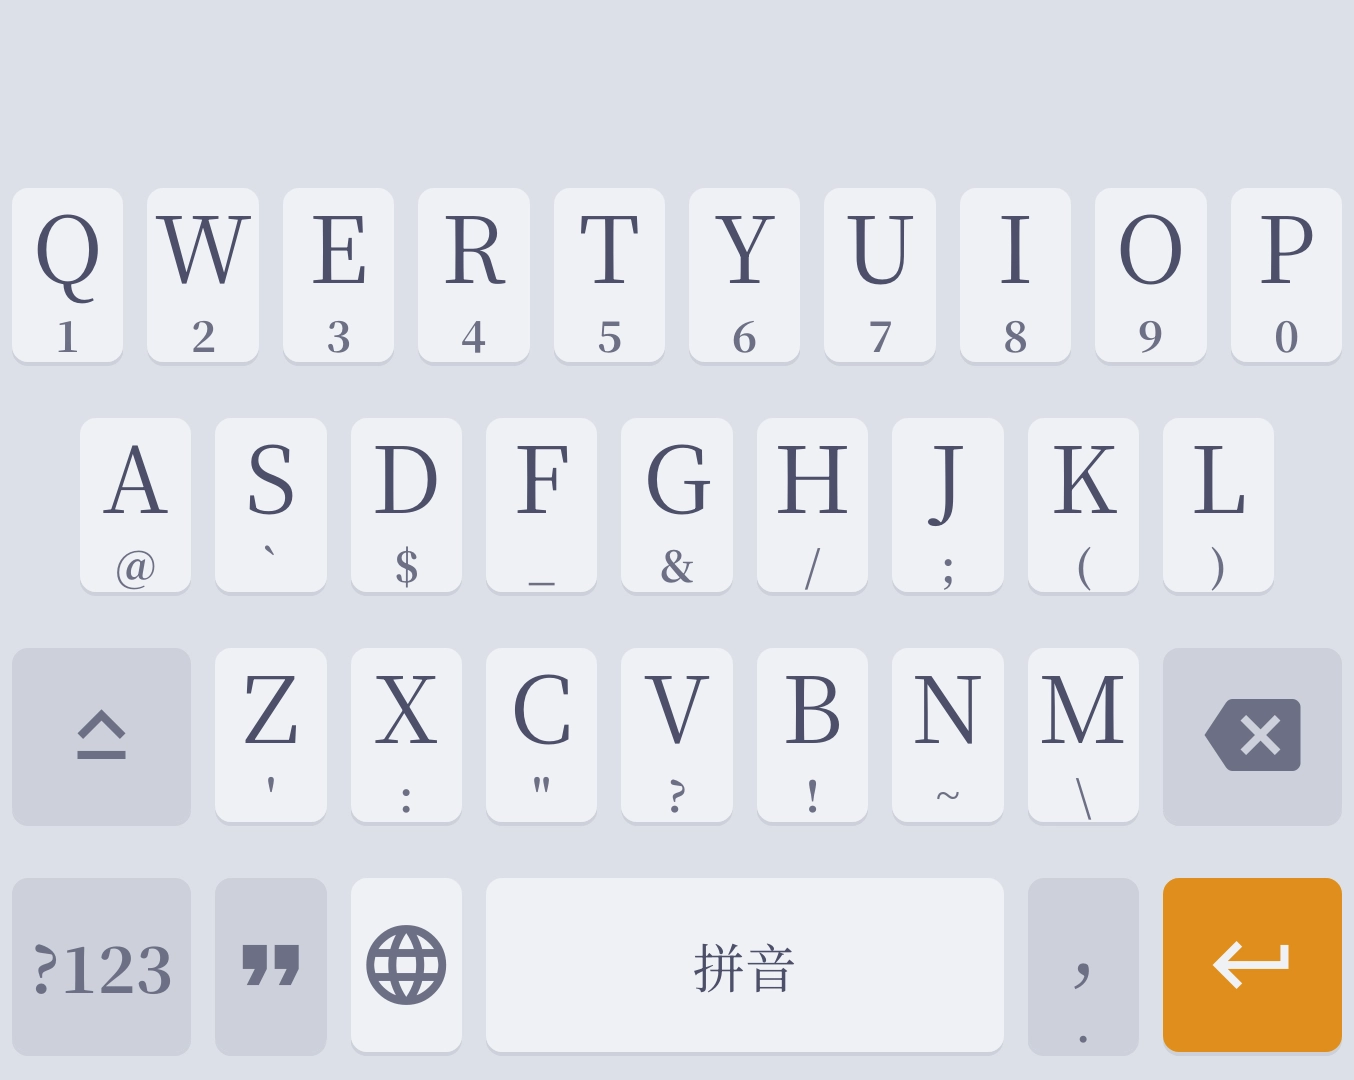 Q W E R T Y U I O P
1 2 3 4 5 6 7 8 9 0
A S D F G H J K L
@ ` $ _ & / ; ( )
Z X C V B N M
' : " ? ! ~ \
?123 ❞ 拼音 ,
.